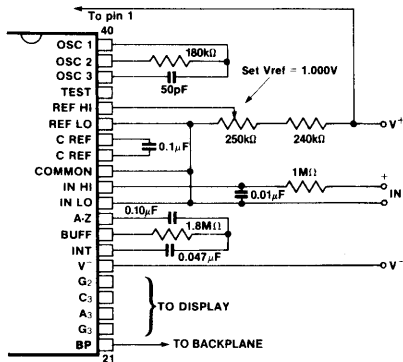 To pin 1
40
OSC 1
180kΩ
OSC 2
OSC 3
50pF
Set Vref = 1.000V
TEST
REF HI
REF LO
250kΩ
240kΩ
V+
C REF
0.1µF
C REF
COMMON
1MΩ
+
IN HI
0.01µF
IN
IN LO
–
0.10µF
A-Z
BUFF
1.8MΩ
INT
0.047µF
V–
V–
G2
C3
TO DISPLAY
A3
G3
BP
TO BACKPLANE
21